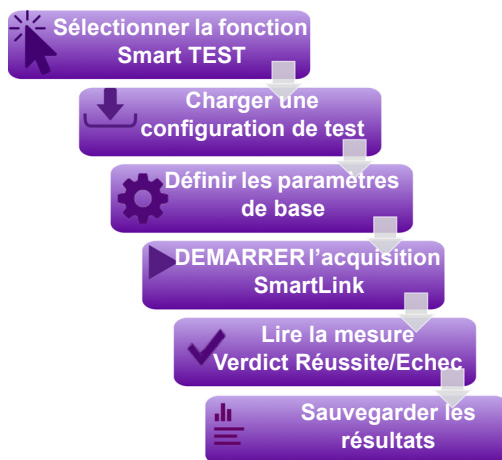 Sélectionner la fonction
Smart TEST
Charger une
configuration de test
Définir les paramètres
de base
DEMARRER l’acquisition
SmartLink
Lire la mesure
Verdict Réussite/Echec
Sauvegarder les
résultats